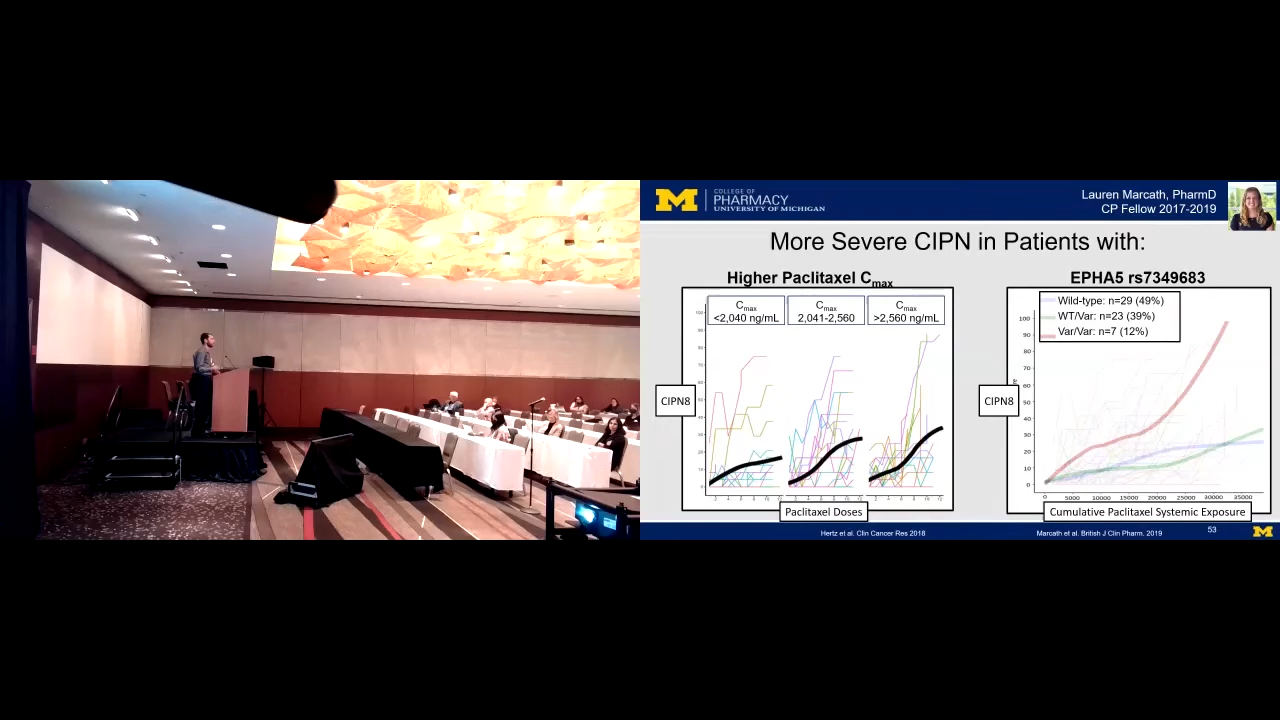 M
COLLEGE OF
PHARMACY
UNIVERSITY OF MICHIGAN
Lauren Marcath, PharmD
CP Fellow 2017-2019
More Severe CIPN in Patients with:
Higher Paclitaxel Cmax
Cmax
<2,040 ng/mL
Cmax
2,041-2,560
Cmax
>2,560 ng/mL
CIPN8
Paclitaxel Doses
Hertz et al. Clin Cancer Res 2018
EPHA5 rs7349683
Wild-type: n=29 (49%)
WT/Var: n=23 (39%)
Var/Var: n=7 (12%)
100
90
80
70
60
50
40
30
20
10
0
CIPN8
0 5000 10000 15000 20000 25000 30000 35000
Cumulative Paclitaxel Systemic Exposure
Marcath et al. British J Clin Pharm. 2019
53
M